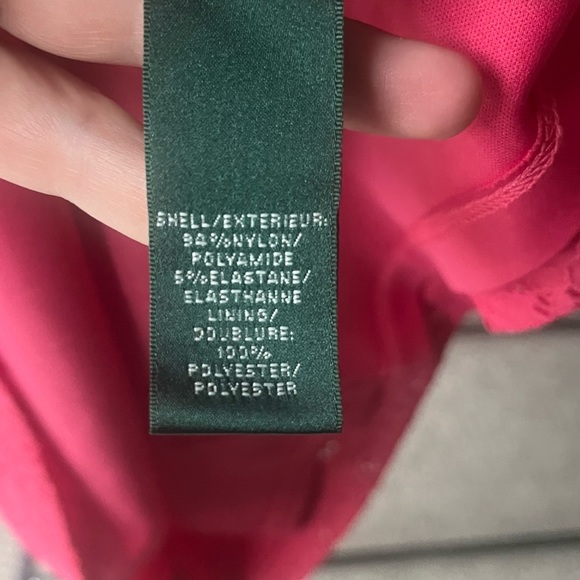 SHELL/EXTERIEUR:
94%NYLON/
POLYAMIDE
6%ELASTANE/
ELASTHANNE
LINING/
DOUBLURE:
100%
POLYESTER/
POLYESTER